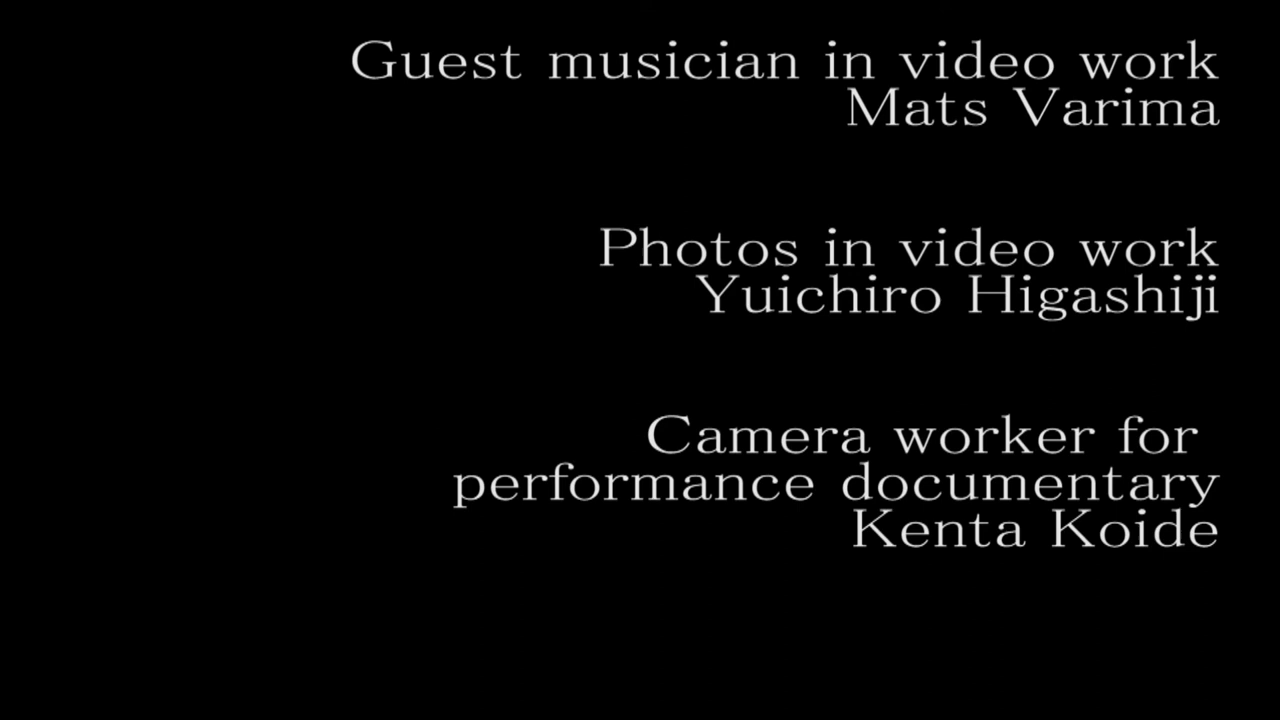 Guest musician in video work
Mats Varima
Photos in video work
Yuichiro Higashiji
Camera worker for
performance documentary
Kenta Koide